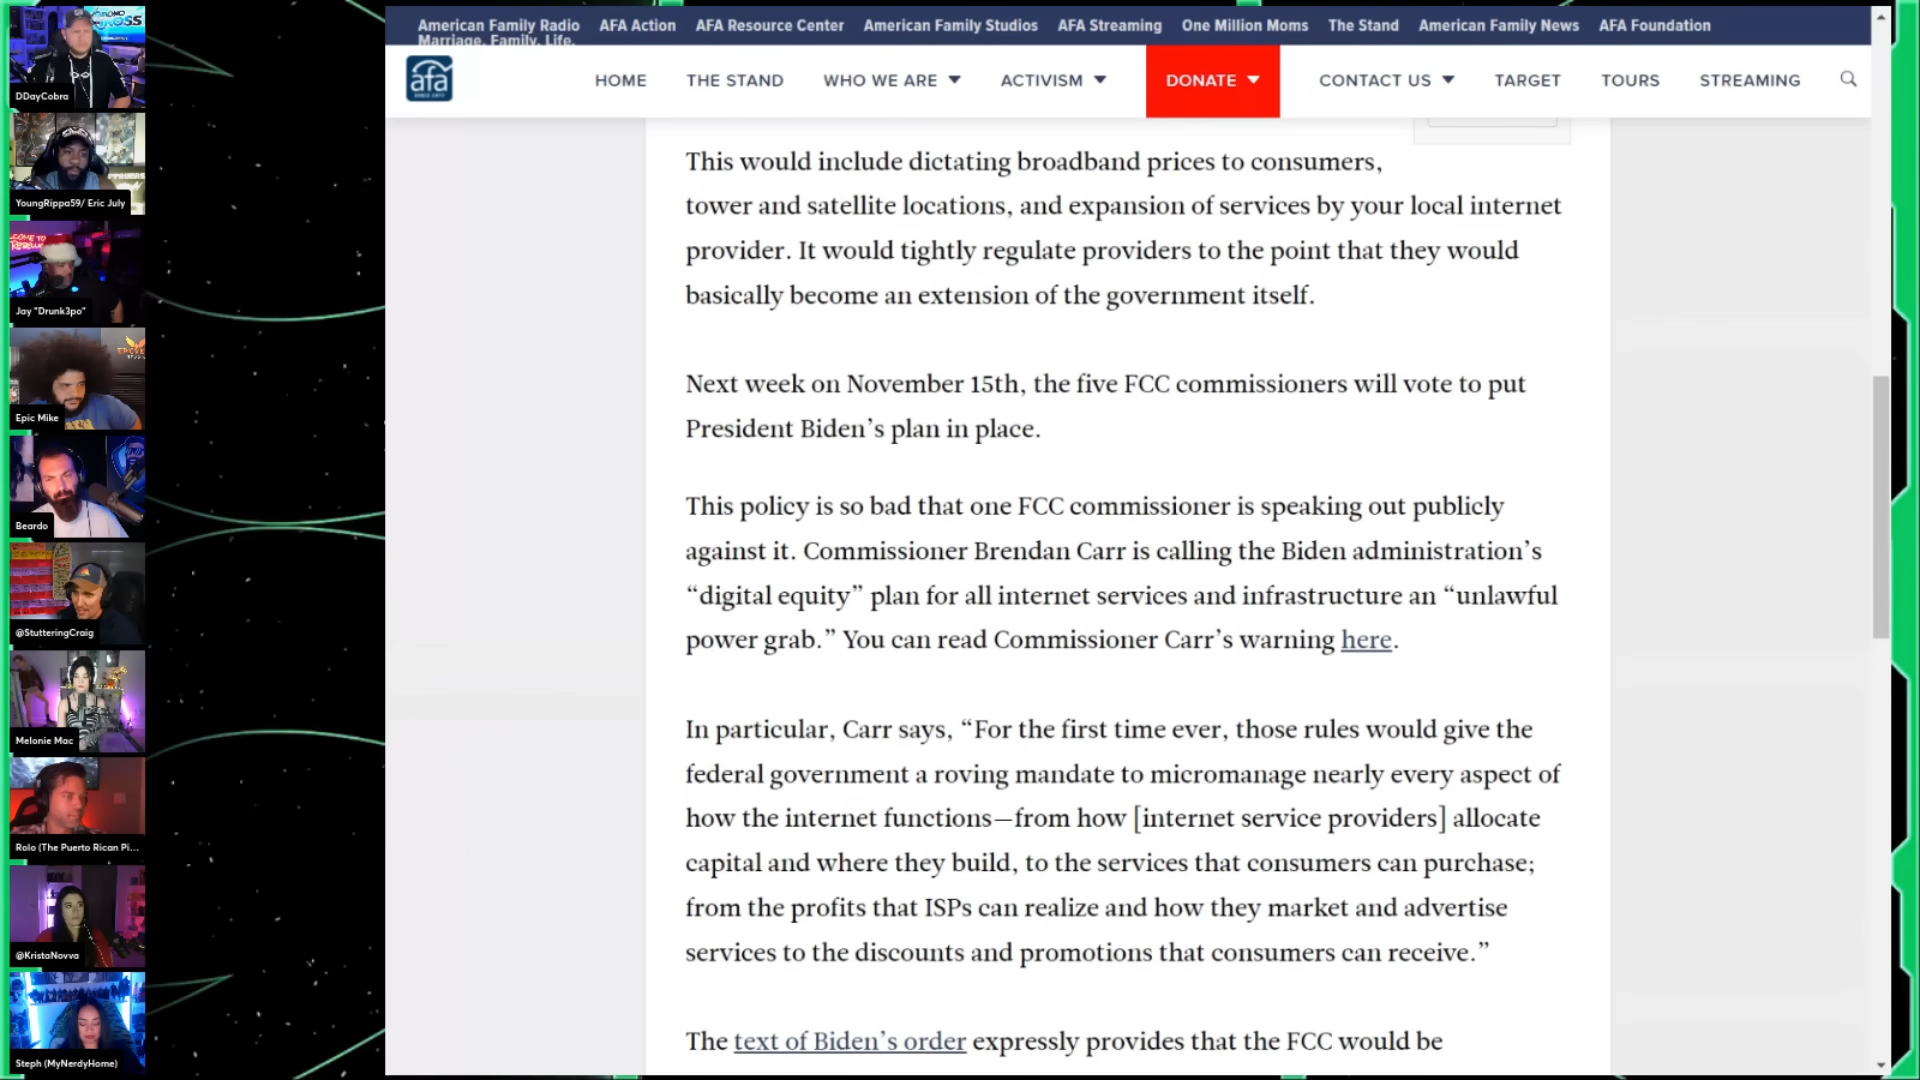 DDayCobra
YoungRippa59/ Eric July
Jay "Drunk3po"
Epic Mike
Beardo
@StutteringCraig
Melonie Mac
Rolo (The Puerto Rican Pi...
@KristaNovva
Steph (MyNerdyHome)
American Family Radio AFA Action AFA Resource Center American Family Studios AFA Streaming One Million Moms The Stand American Family News AFA Foundation
Marriage. Family. Life.
afa
HOME THE STAND WHO WE ARE ACTIVISM DONATE CONTACT US TARGET TOURS STREAMING
This would include dictating broadband prices to consumers,
tower and satellite locations, and expansion of services by your local internet
provider. It would tightly regulate providers to the point that they would
basically become an extension of the government itself.
Next week on November 15th, the five FCC commissioners will vote to put
President Biden’s plan in place.
This policy is so bad that one FCC commissioner is speaking out publicly
against it. Commissioner Brendan Carr is calling the Biden administration’s
“digital equity” plan for all internet services and infrastructure an “unlawful
power grab.” You can read Commissioner Carr’s warning here.
In particular, Carr says, “For the first time ever, those rules would give the
federal government a roving mandate to micromanage nearly every aspect of
how the internet functions—from how [internet service providers] allocate
capital and where they build, to the services that consumers can purchase;
from the profits that ISPs can realize and how they market and advertise
services to the discounts and promotions that consumers can receive.”
The text of Biden’s order expressly provides that the FCC would be